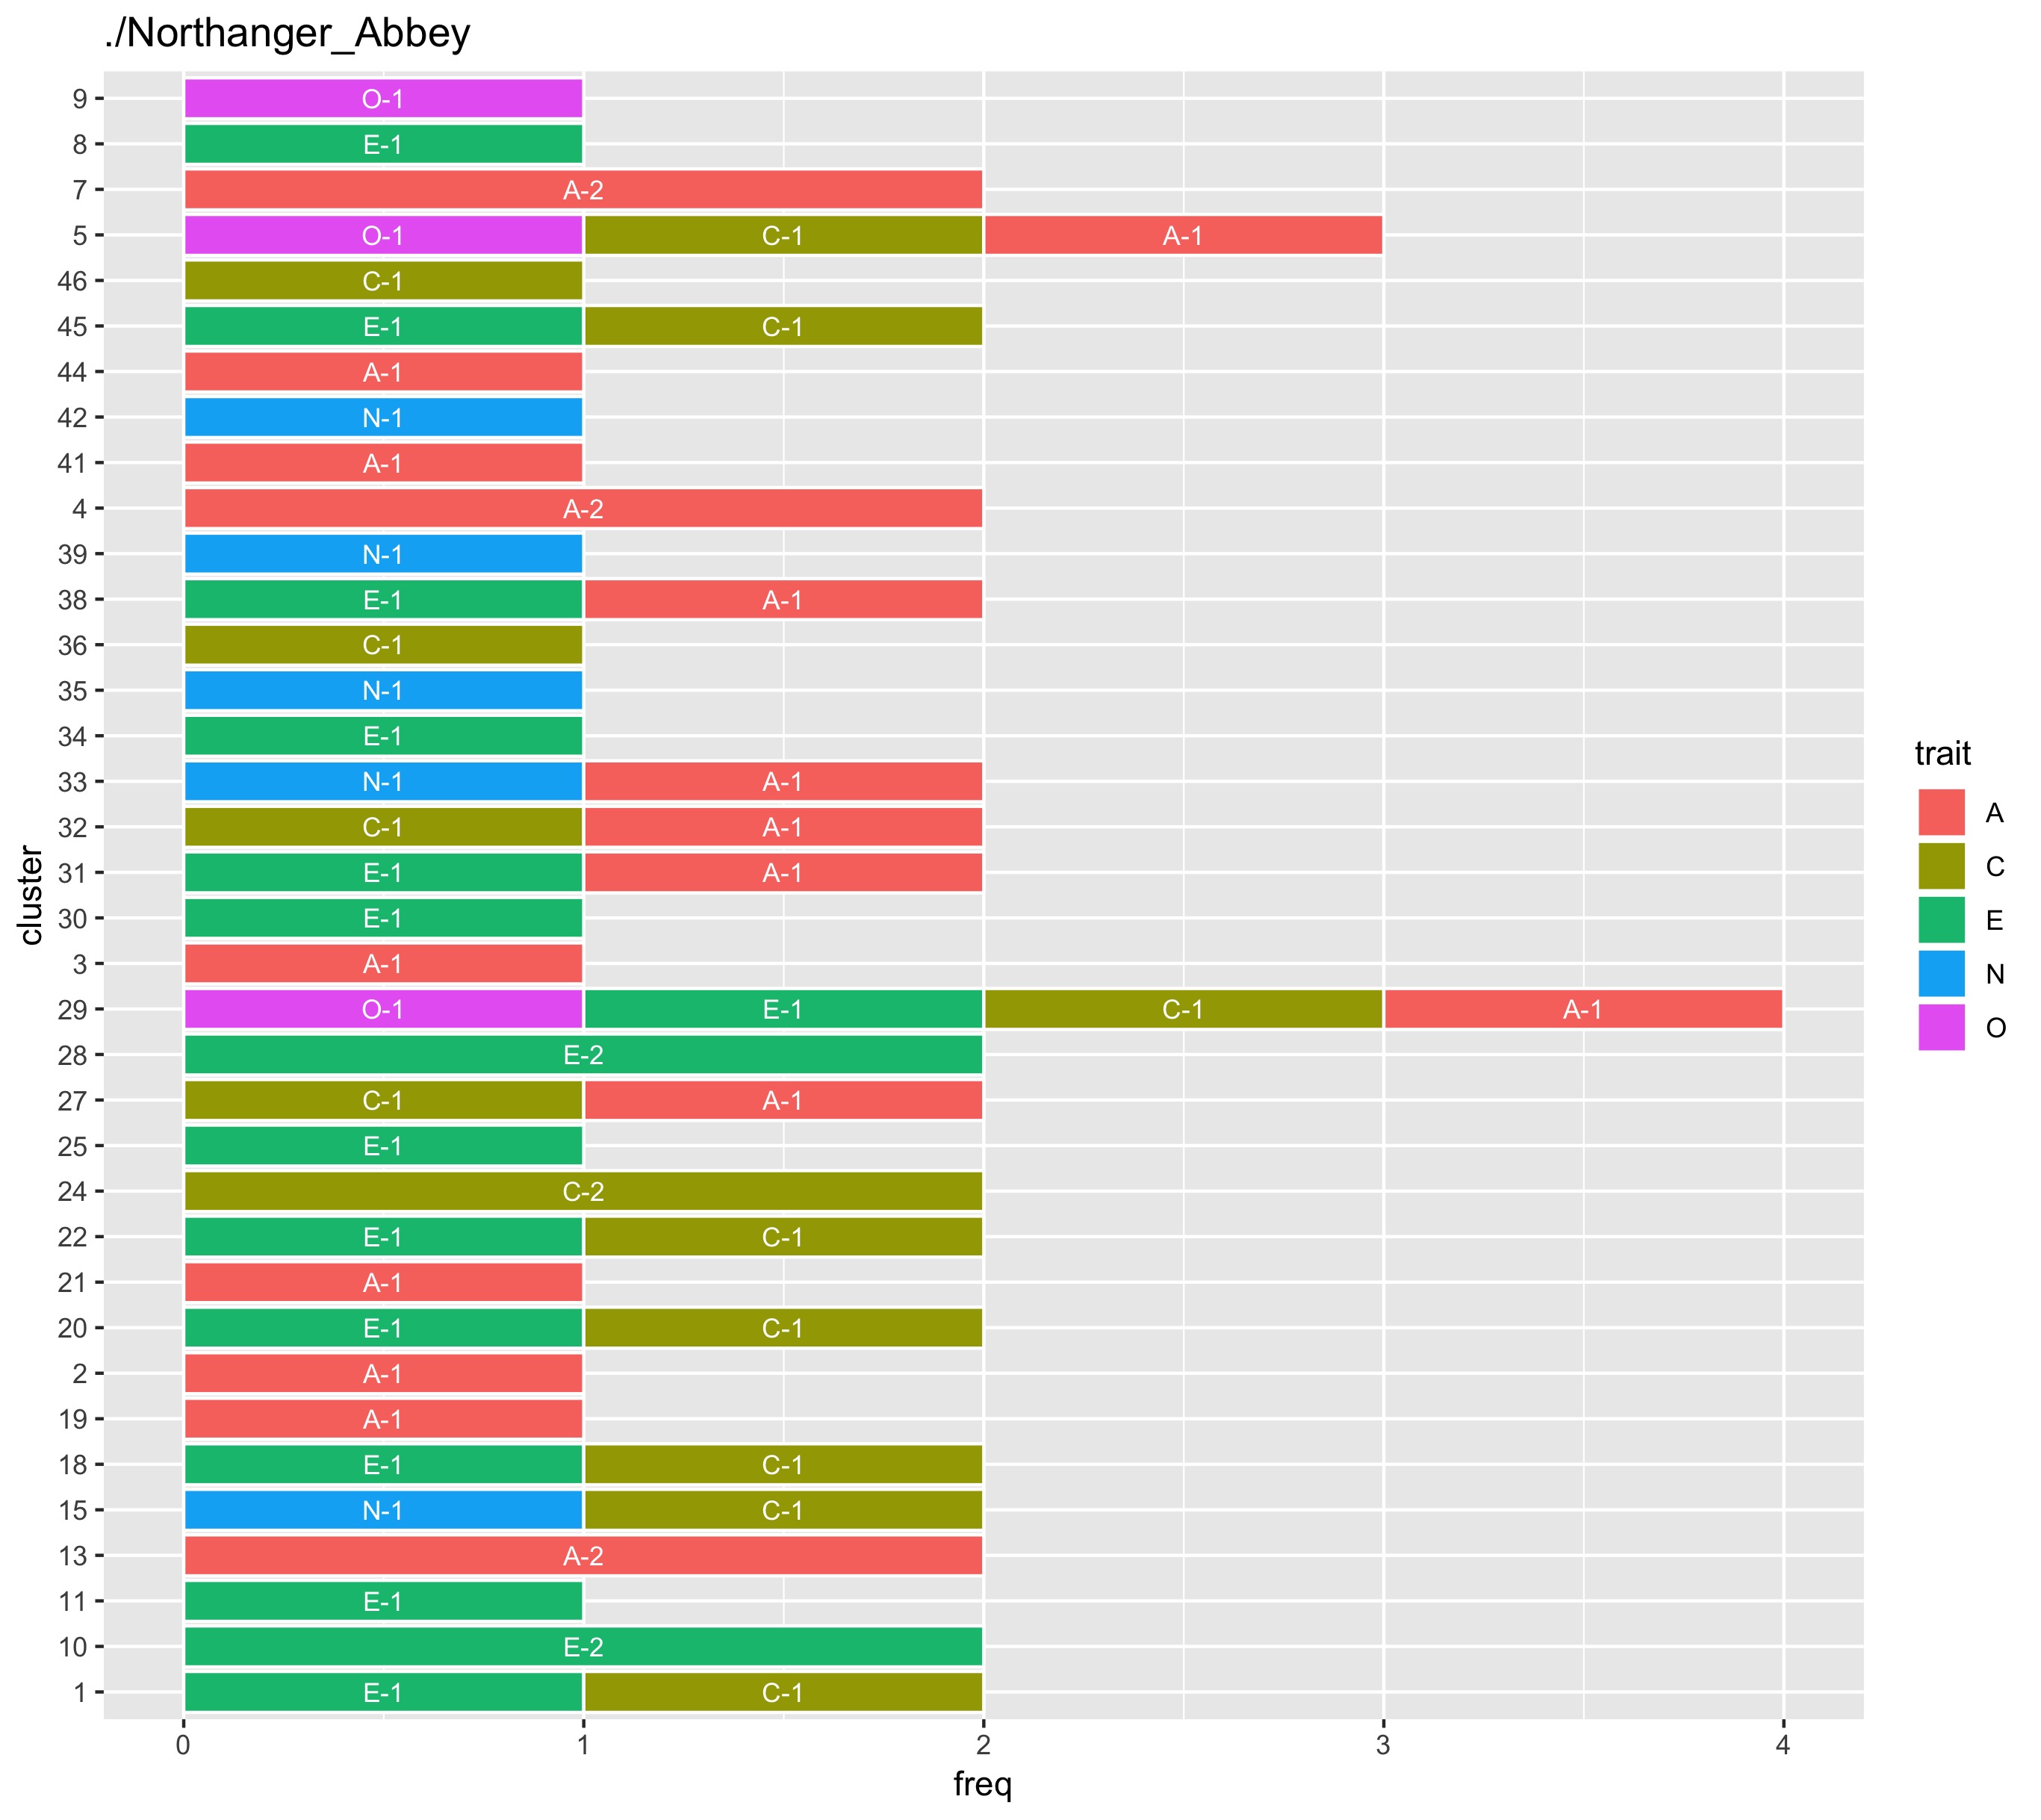 ./Northanger_Abbey
9 O-1
8 E-1
7 A-2
5 O-1 C-1 A-1
46 C-1
45 E-1 C-1
44 A-1
42 N-1
41 A-1
4 A-2
39 N-1
38 E-1 A-1
36 C-1
35 N-1
34 E-1
33 N-1 A-1
32 C-1 A-1
31 E-1 A-1
30 E-1
3 A-1
29 O-1 E-1 C-1 A-1
28 E-2
27 C-1 A-1
25 E-1
24 C-2
22 E-1 C-1
21 A-1
20 E-1 C-1
2 A-1
19 A-1
18 E-1 C-1
15 N-1 C-1
13 A-2
11 E-1
10 E-2
1 E-1 C-1
0 1 2 3 4
freq
cluster
trait
A
C
E
N
O